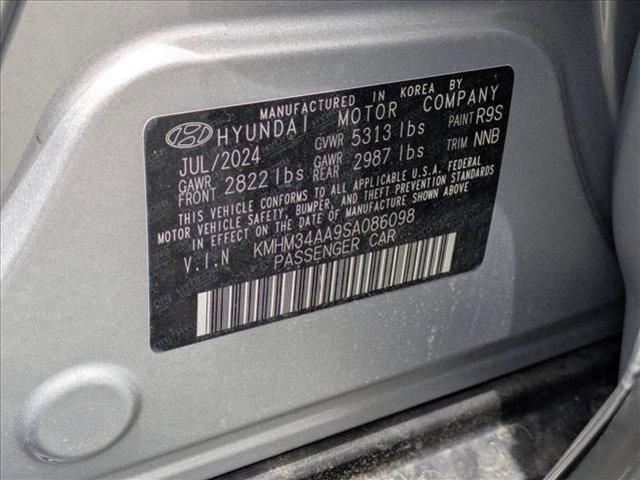 MANUFACTURED IN KOREA BY
HYUNDAI MOTOR COMPANY
JUL/2024 GVWR 5313 lbs PAINT R9S
GAWR FRONT 2822 lbs GAWR REAR 2987 lbs TRIM NNB
THIS VEHICLE CONFORMS TO ALL APPLICABLE U.S.A. FEDERAL
MOTOR VEHICLE SAFETY, BUMPER, AND THEFT PREVENTION STANDARDS
IN EFFECT ON THE DATE OF MANUFACTURE SHOWN ABOVE
V.I.N KMHM34AA9SA086098
PASSENGER CAR